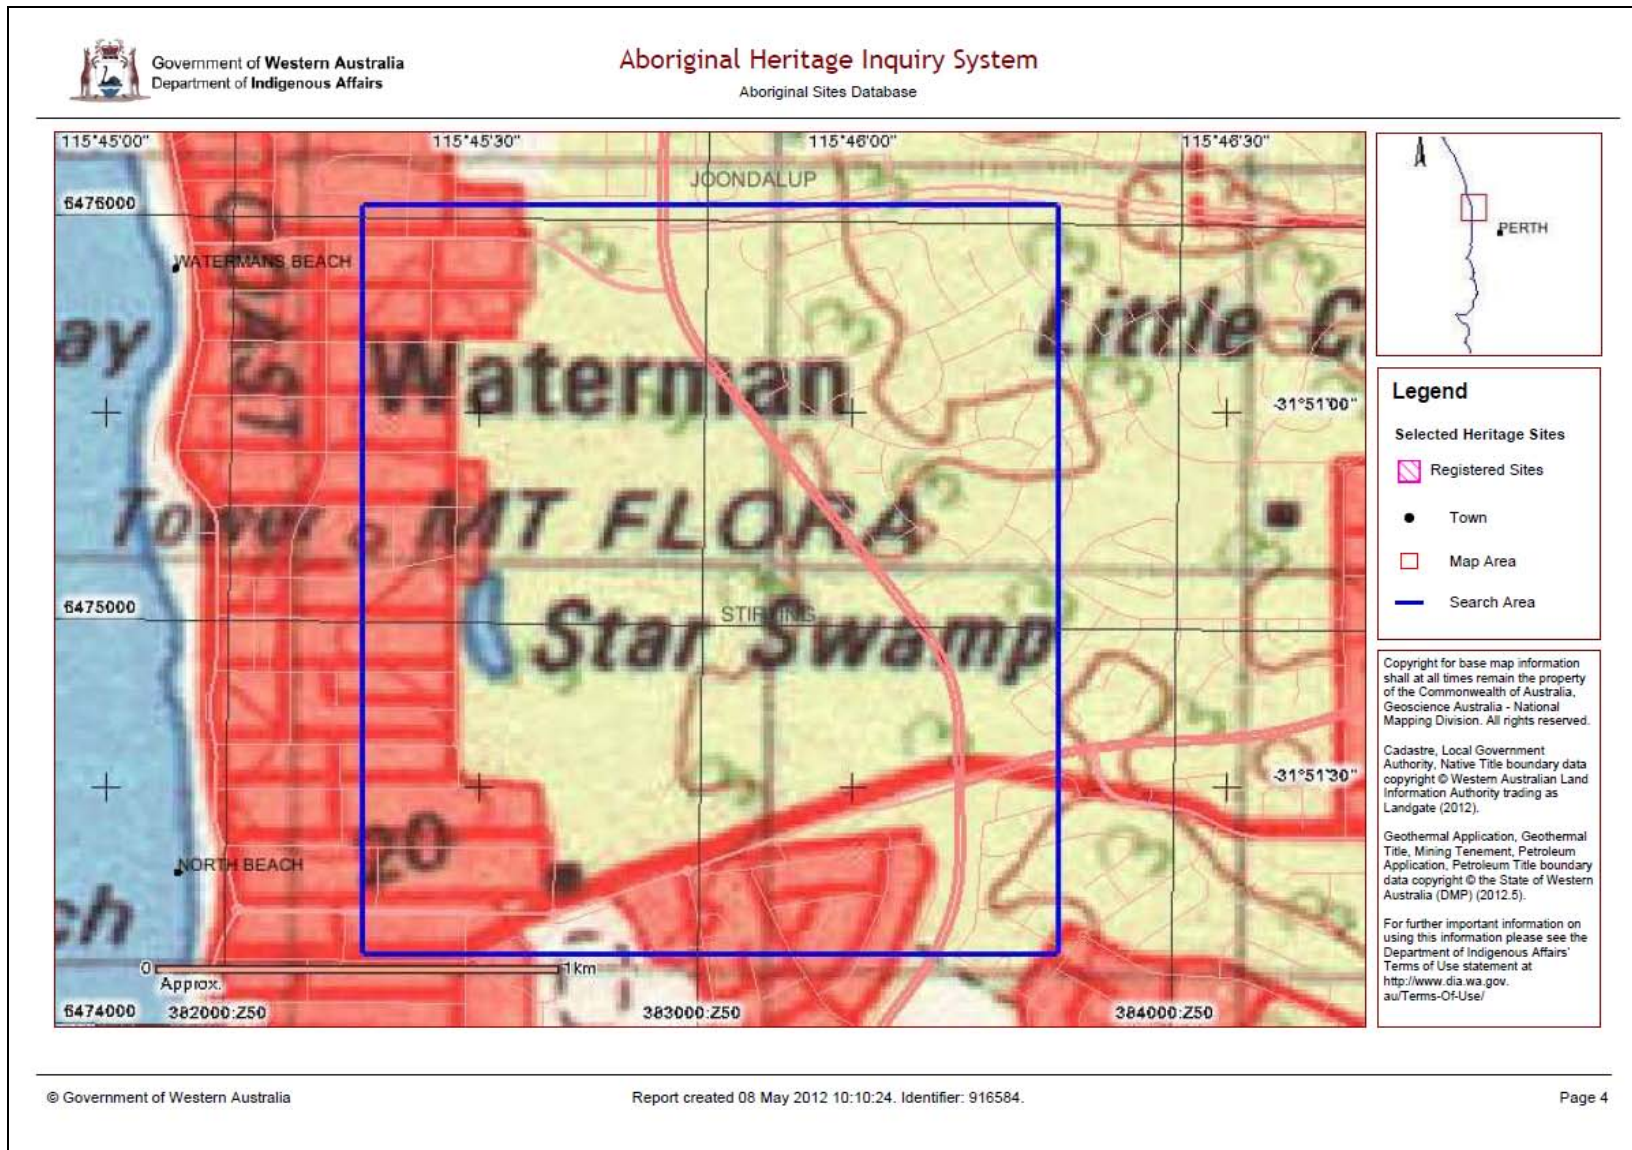 Government of Western Australia
Department of Indigenous Affairs
Aboriginal Heritage Inquiry System
Aboriginal Sites Database
115°45'00"
115°45'30"
115°46'00"
115°46'30"
JOONDALUP
6476000
WATERMANS BEACH
COAST
ay
Little G
Waterman
-31°51'00"
Tower
MT FLORA
6475000
STIRLING
Star Swamp
-31°51'30"
20
NORTH BEACH
ch
0
1km
Approx.
6474000
382000:Z50
383000:Z50
384000:Z50
PERTH
Legend
Selected Heritage Sites
Registered Sites
Town
Map Area
Search Area
Copyright for base map information
shall at all times remain the property
of the Commonwealth of Australia,
Geoscience Australia - National
Mapping Division. All rights reserved.
Cadastre, Local Government
Authority, Native Title boundary data
copyright © Western Australian Land
Information Authority trading as
Landgate (2012).
Geothermal Application, Geothermal
Title, Mining Tenement, Petroleum
Application, Petroleum Title boundary
data copyright © the State of Western
Australia (DMP) (2012.5).
For further important information on
using this information please see the
Department of Indigenous Affairs'
Terms of Use statement at
http://www.dia.wa.gov.
au/Terms-Of-Use/
© Government of Western Australia
Report created 08 May 2012 10:10:24. Identifier: 916584.
Page 4